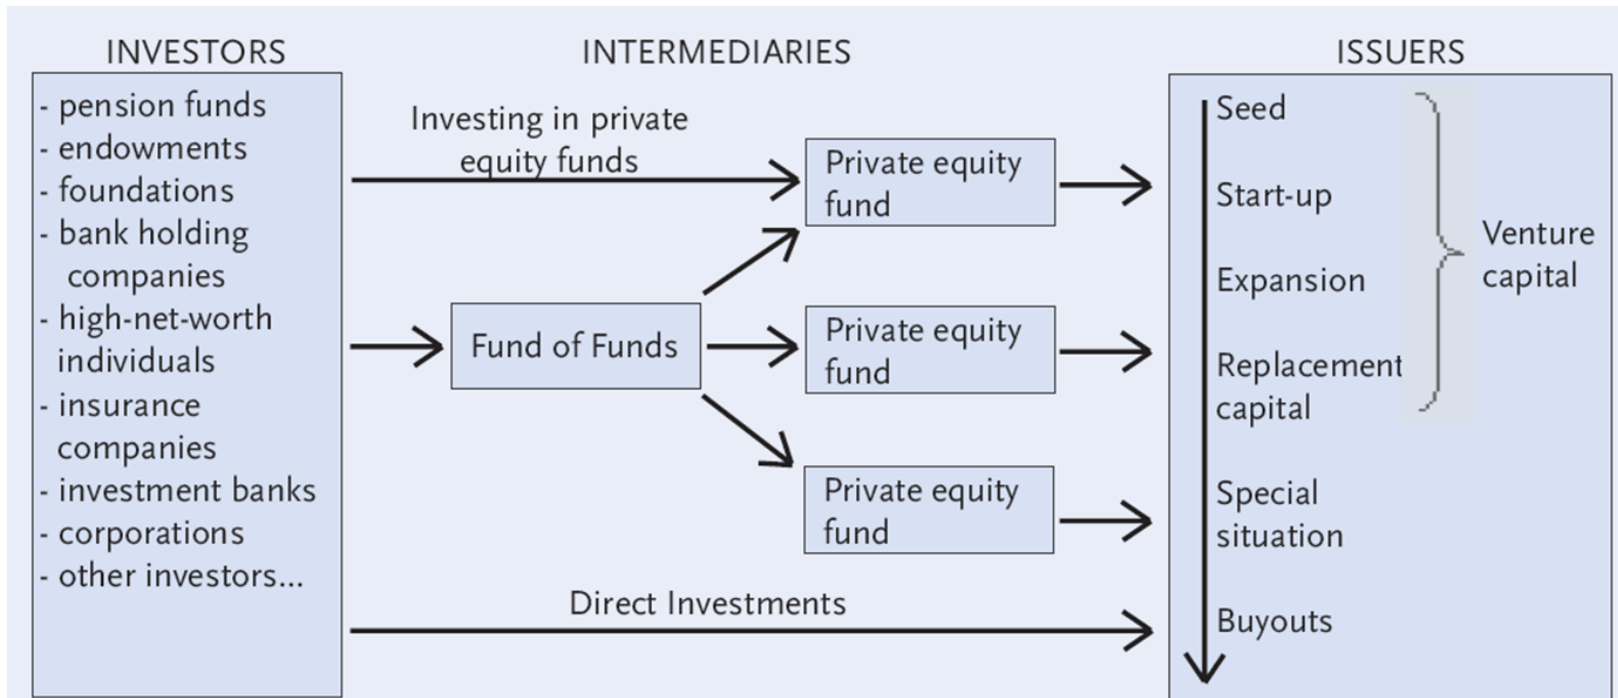 INVESTORS
- pension funds
- endowments
- foundations
- bank holding
companies
- high-net-worth
individuals
- insurance
companies
- investment banks
- corporations
- other investors...
INTERMEDIARIES
Investing in private
equity funds
Private equity
fund
Fund of Funds
Private equity
fund
Private equity
fund
Direct Investments
ISSUERS
Seed
Start-up
Expansion
Replacement
capital
Special
situation
Buyouts
Venture
capital